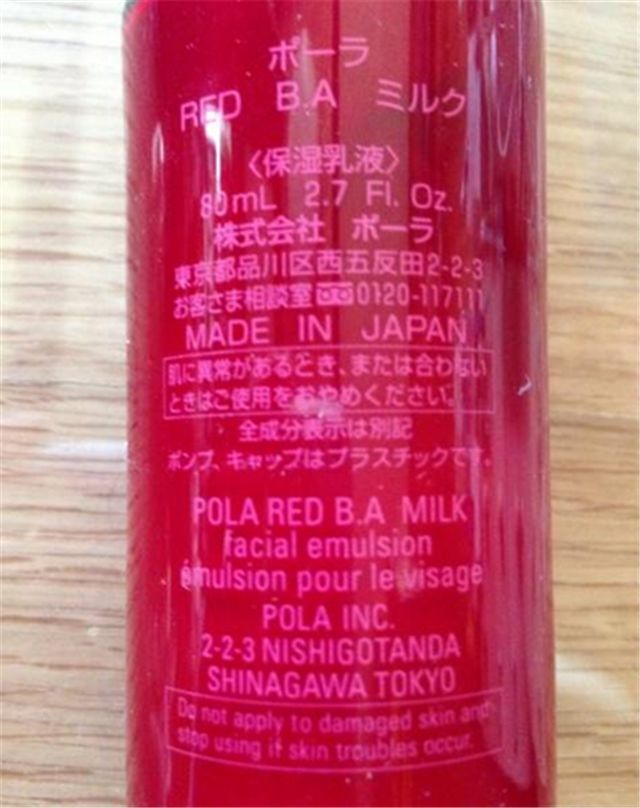 ポーラ
RED B.A ミルク
〈保湿乳液〉
80mL 2.7 Fl. Oz.
株式会社 ポーラ
東京都品川区西五反田2-2-3
お客さま相談室 0120-117111
MADE IN JAPAN
肌に異常があるとき、または合わない
ときはご使用をおやめください。
全成分表示は別記
ポンプ、キャップはプラスチックです。
POLA RED B.A MILK
facial emulsion
émulsion pour le visage
POLA INC.
2-2-3 NISHIGOTANDA
SHINAGAWA TOKYO
Do not apply to damaged skin and
stop using if skin troubles occur.